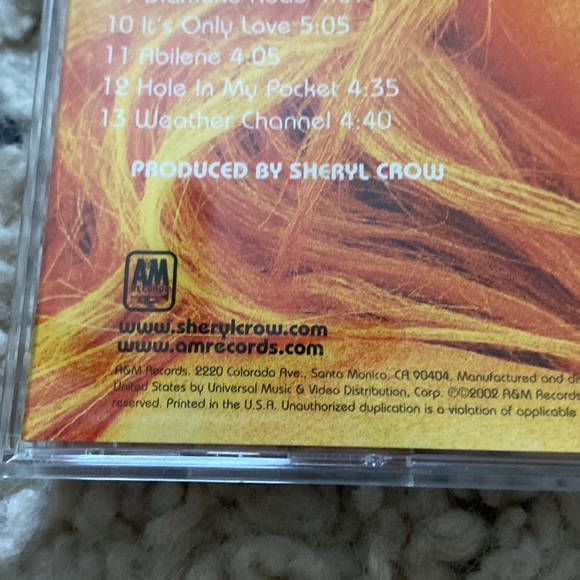 10 It's Only Love 5:05
11 Abilene 4:05
12 Hole In My Pocket 4:35
13 Weather Channel 4:40
PRODUCED BY SHERYL CROW
A&M
RECORDS
www.sherylcrow.com
www.amrecords.com
A&M Records, 2220 Colorado Ave., Santa Monica, CA 90404. Manufactured and
United States by Universal Music & Video Distribution, Corp. ℗©2002 A&M Records
reserved. Printed in the U.S.A. Unauthorized duplication is a violation of applicable